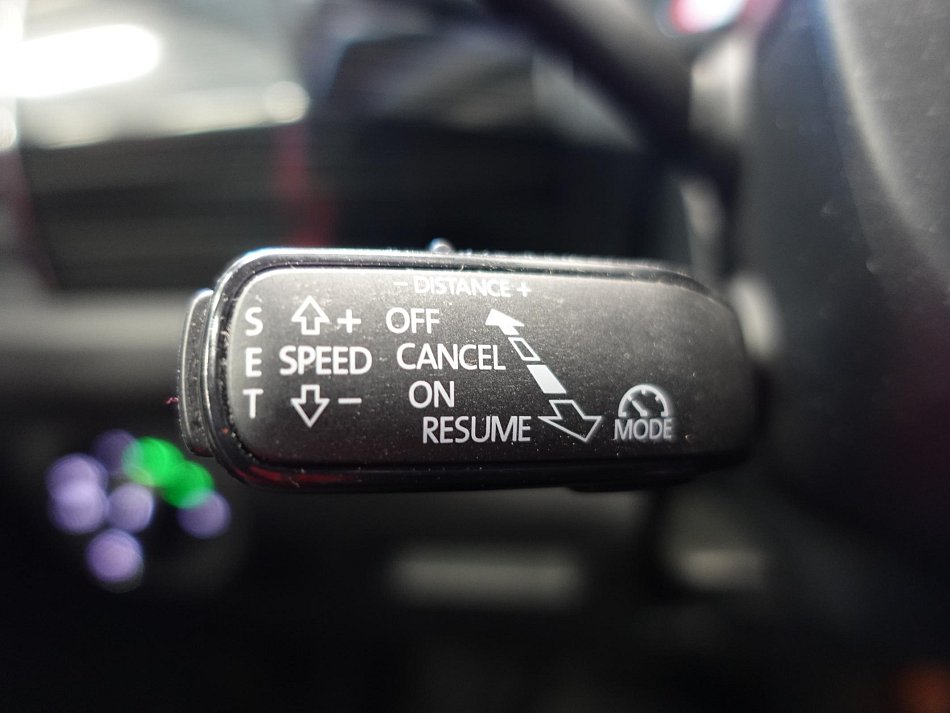 - DISTANCE +
S E T
+ OFF
SPEED CANCEL
- ON
RESUME
MODE